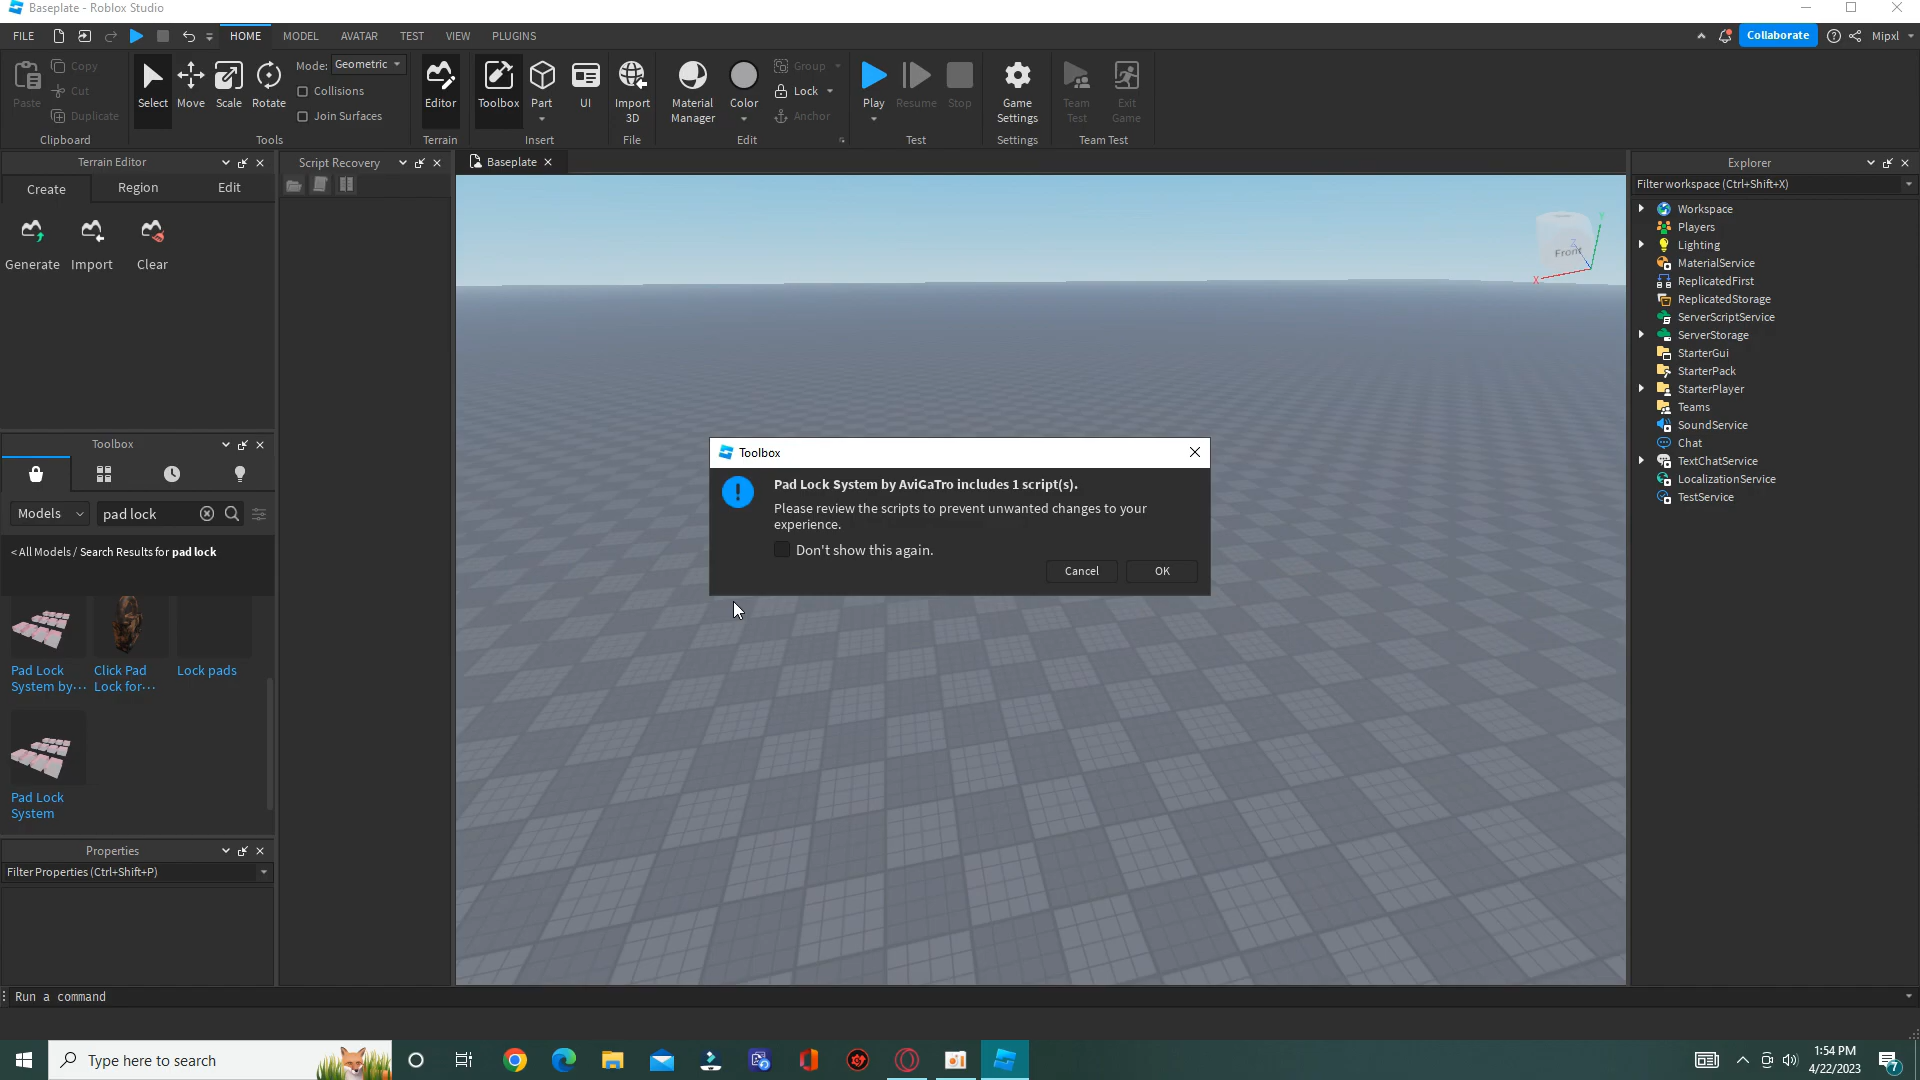 Baseplate - Roblox Studio
FILE
HOME
MODEL
AVATAR
TEST
VIEW
PLUGINS
Collaborate
Mipxl
Paste
Copy
Cut
Duplicate
Clipboard
Select
Move
Scale
Rotate
Mode: Geometric
Collisions
Join Surfaces
Tools
Editor
Terrain
Toolbox
Part
UI
Insert
Import
3D
File
Material
Manager
Color
Group
Lock
Anchor
Edit
Play
Resume
Stop
Test
Game
Settings
Settings
Team
Test
Exit
Game
Team Test
Terrain Editor
Create
Region
Edit
Generate
Import
Clear
Script Recovery
Baseplate
Front
X
Y
Z
Toolbox
Pad Lock System by AviGaTro includes 1 script(s).
Please review the scripts to prevent unwanted changes to your
experience.
Don't show this again.
Cancel
OK
Toolbox
Models
pad lock
< All Models / Search Results for pad lock
Pad Lock
System by...
Click Pad
Lock for...
Lock pads
Pad Lock
System
Properties
Filter Properties (Ctrl+Shift+P)
Explorer
Filter workspace (Ctrl+Shift+X)
Workspace
Players
Lighting
MaterialService
ReplicatedFirst
ReplicatedStorage
ServerScriptService
ServerStorage
StarterGui
StarterPack
StarterPlayer
Teams
SoundService
Chat
TextChatService
LocalizationService
TestService
Run a command
Type here to search
1:54 PM
4/22/2023
7